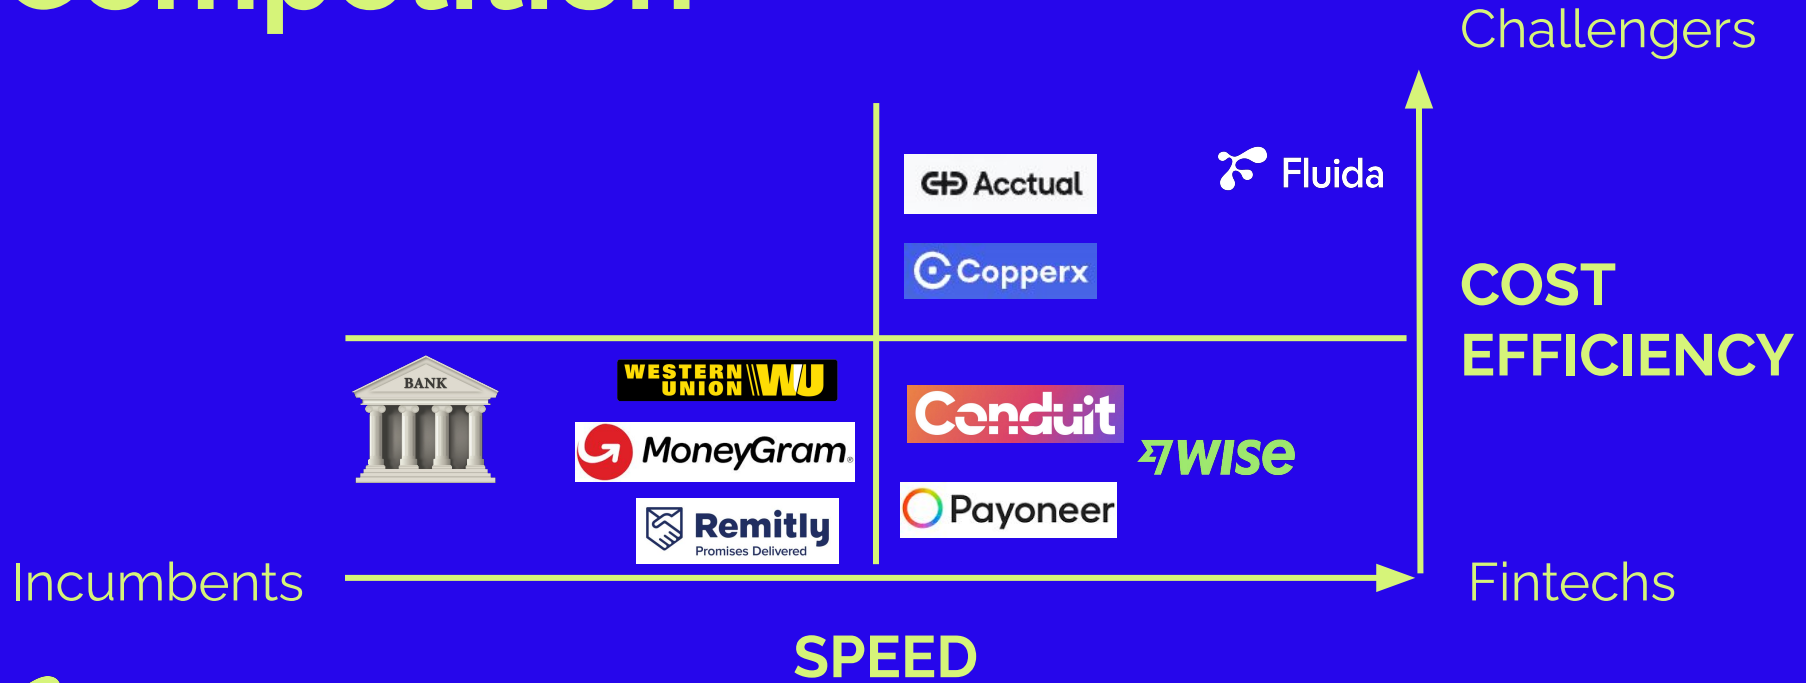 Competition
Challengers
Acctual
Fluida
Copperx
COST
EFFICIENCY
BANK
WESTERN
UNION WU
MoneyGram
Conduit
wise
Remitly
Promises Delivered
Payoneer
Incumbents
Fintechs
SPEED